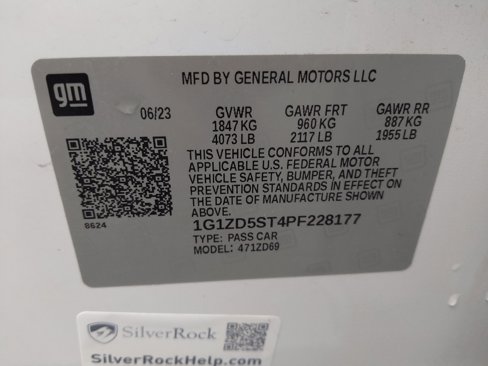 gm
MFD BY GENERAL MOTORS LLC
06/23 GVWR GAWR FRT GAWR RR
1847 KG 960 KG 887 KG
4073 LB 2117 LB 1955 LB
THIS VEHICLE CONFORMS TO ALL
APPLICABLE U.S. FEDERAL MOTOR
VEHICLE SAFETY, BUMPER, AND THEFT
PREVENTION STANDARDS IN EFFECT ON
THE DATE OF MANUFACTURE SHOWN
ABOVE.
8624
1G1ZD5ST4PF228177
TYPE: PASS CAR
MODEL: 471ZD69
SilverRock
SilverRockHelp.com